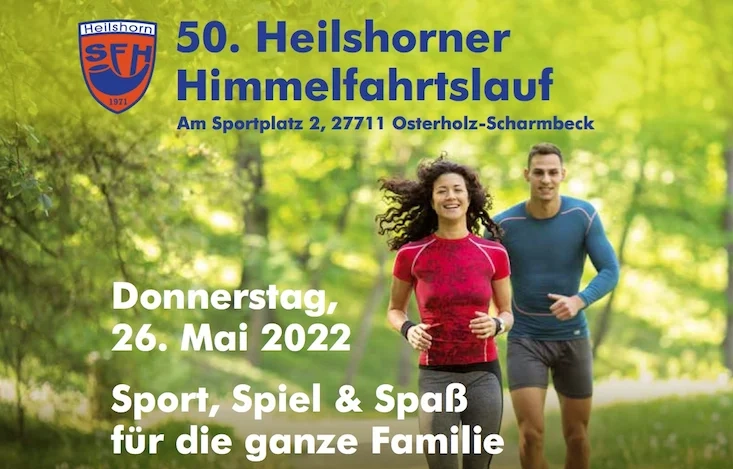 Heilshorn
SFH
1971
50. Heilshorner
Himmelfahrtslauf
Am Sportplatz 2, 27711 Osterholz-Scharmbeck
Donnerstag,
26. Mai 2022
Sport, Spiel & Spaß
für die ganze Familie